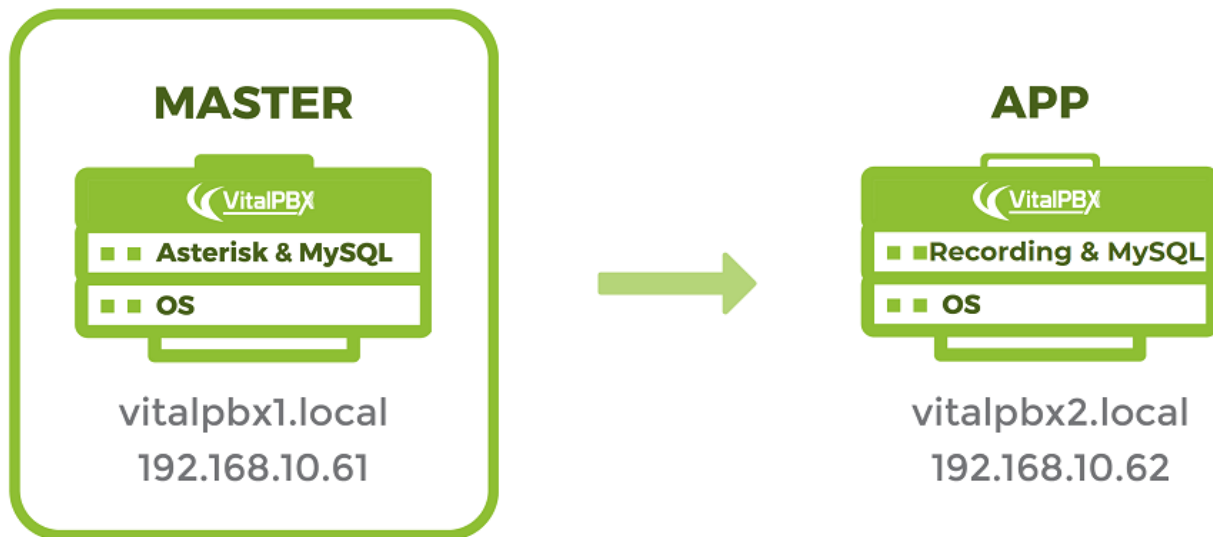 MASTER
VitalPBX
Asterisk & MySQL
OS
vitalpbx1.local
192.168.10.61
APP
VitalPBX
Recording & MySQL
OS
vitalpbx2.local
192.168.10.62